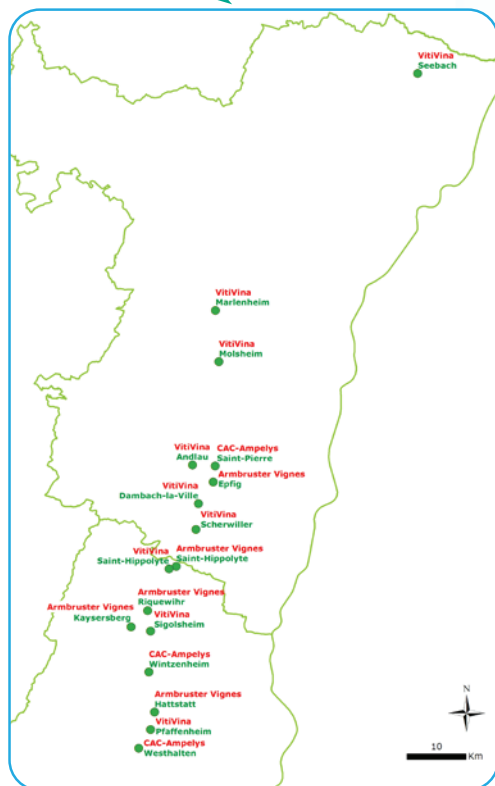 VitiVina
Seebach
VitiVina
Marlenheim
VitiVina
Molsheim
VitiVina
Andlau
CAC-Ampelys
Saint-Pierre
Armbruster Vignes
Epfig
VitiVina
Dambach-la-Ville
VitiVina
Scherwiller
VitiVina
Saint-Hippolyte
Armbruster Vignes
Saint-Hippolyte
Armbruster Vignes
Riquewihr
Armbruster Vignes
Kaysersberg
VitiVina
Sigolsheim
CAC-Ampelys
Wintzenheim
Armbruster Vignes
Hattstatt
VitiVina
Pfaffenheim
CAC-Ampelys
Westhalten
N
10
Km